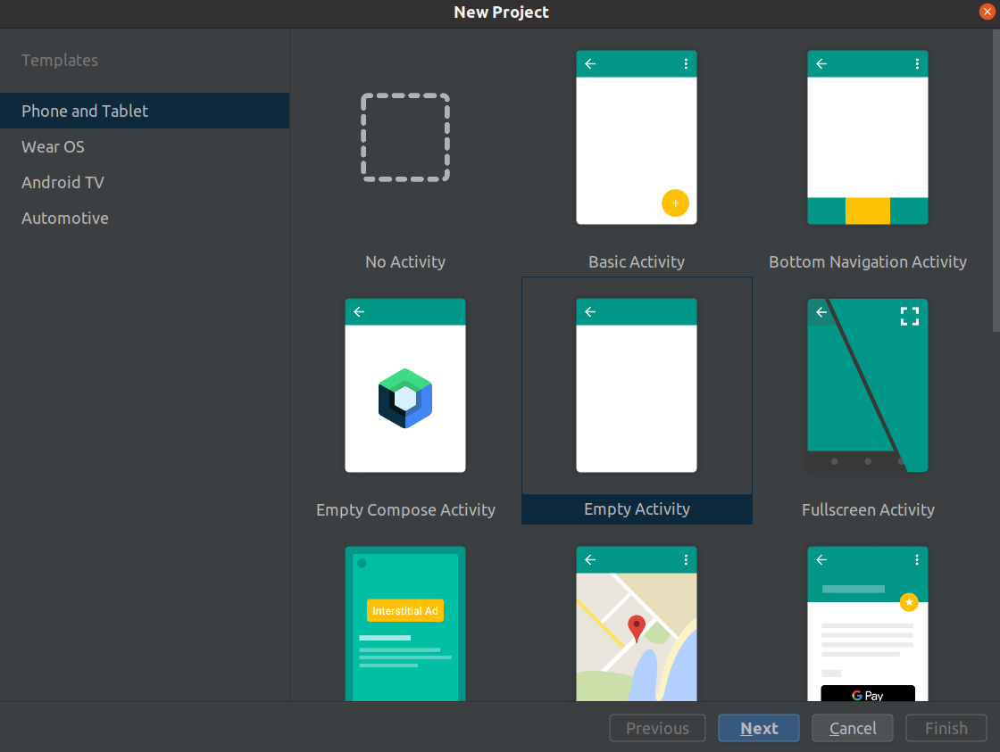 New Project
Templates
Phone and Tablet
Wear OS
Android TV
Automotive
No Activity
Basic Activity
Bottom Navigation Activity
Empty Compose Activity
Empty Activity
Fullscreen Activity
Interstitial Ad
G Pay
Previous
Next
Cancel
Finish